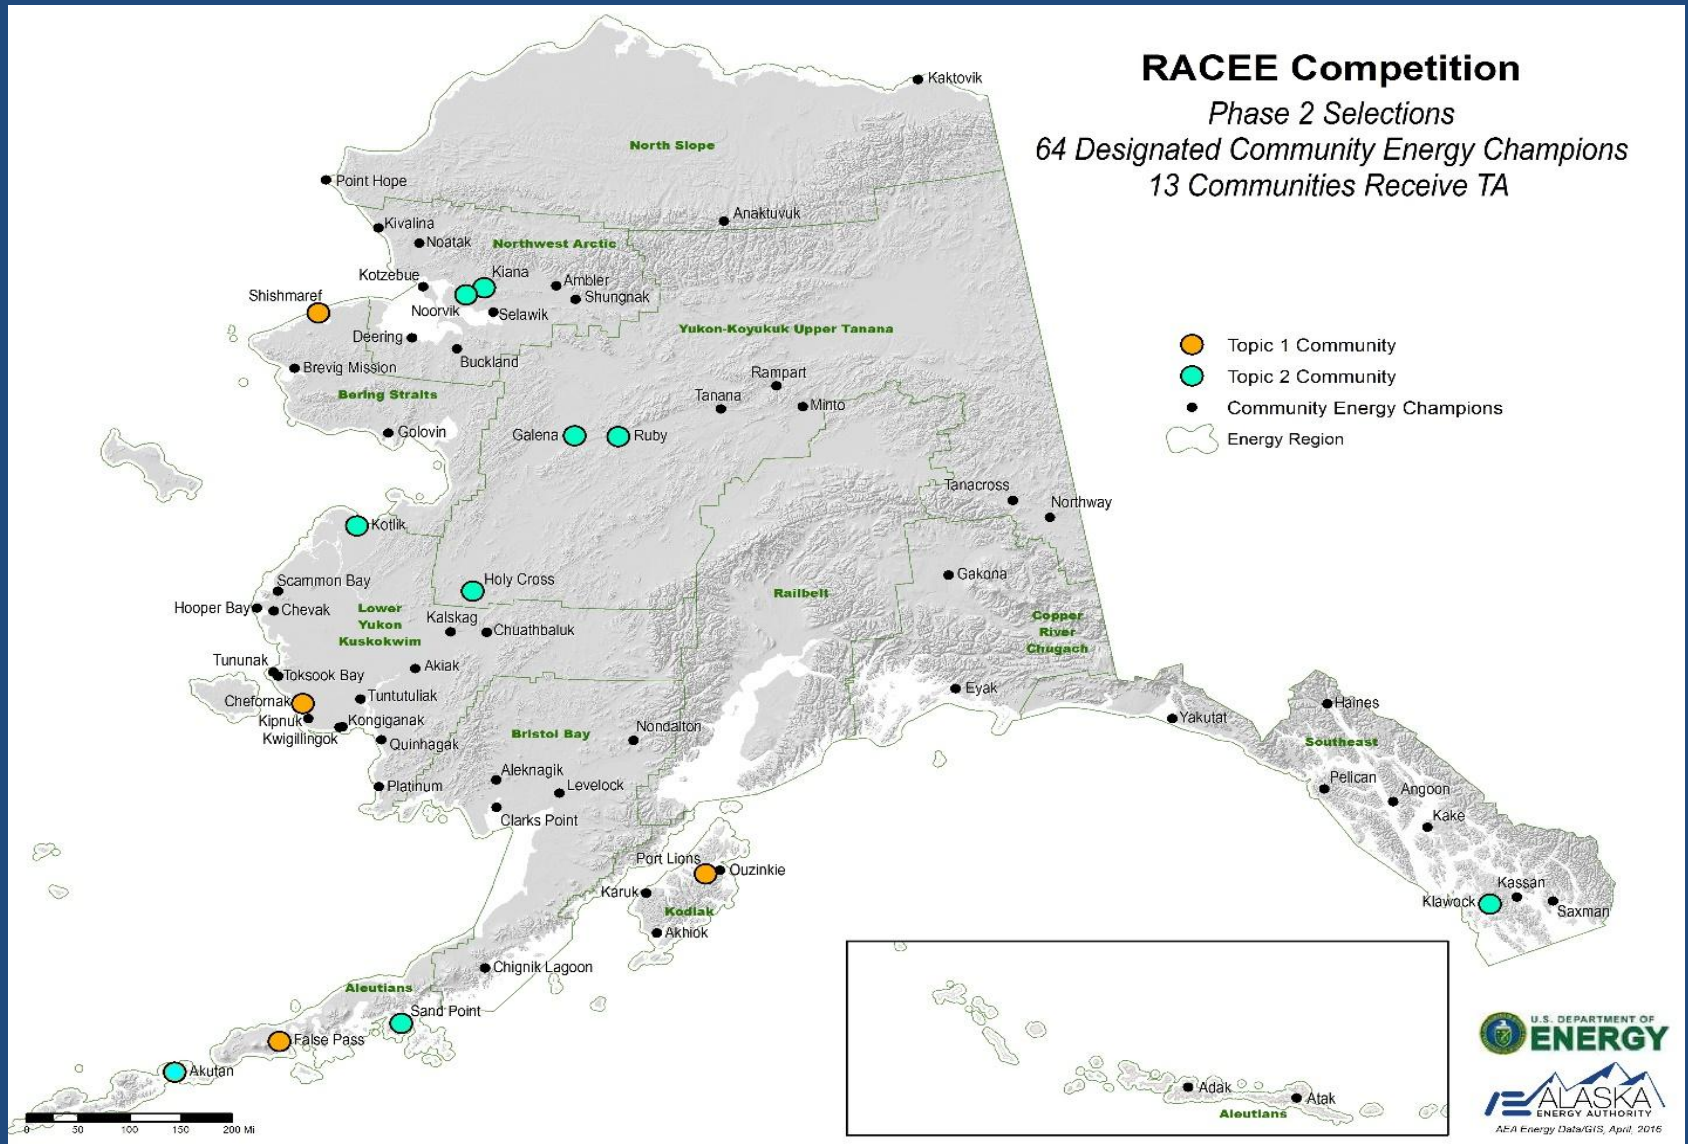 RACEE Competition
Phase 2 Selections
64 Designated Community Energy Champions
13 Communities Receive TA
Kaktovik
North Slope
Point Hope
Anaktuvuk
Kivalina
Noatak
Northwest Arctic
Kotzebue
Kiana
Ambler
Shungnak
Shishmaref
Noorvik
Selawik
Deering
Buckland
Yukon-Koyukuk Upper Tanana
Brevig Mission
Bering Straits
Rampart
Tanana
Minto
Golovin
Galena
Ruby
Topic 1 Community
Topic 2 Community
Community Energy Champions
Energy Region
Tanacross
Northway
Kotlik
Scammon Bay
Holy Cross
Hooper Bay
Chevak
Lower
Yukon
Kuskokwim
Kalskag
Chuathbaluk
Railbelt
Gakona
Copper
River
Chugach
Tununak
Toksook Bay
Akiak
Chefornak
Tuntutuliak
Kipnuk
Kongiganak
Kwigillingok
Quinhagak
Eyak
Yakutat
Haines
Southeast
Bristol Bay
Nondalton
Platinum
Aleknagik
Levelock
Clarks Point
Pelican
Angoon
Kake
Port Lions
Ouzinkie
Karuk
Kodiak
Akhiok
Kassan
Klawock
Saxman
Chignik Lagoon
Aleutians
Sand Point
False Pass
Akutan
Adak
Atak
Aleutians
0 50 100 150 200 Mi
U.S. DEPARTMENT OF
ENERGY
ALASKA
ENERGY AUTHORITY
AEA Energy Data/GIS, April, 2016